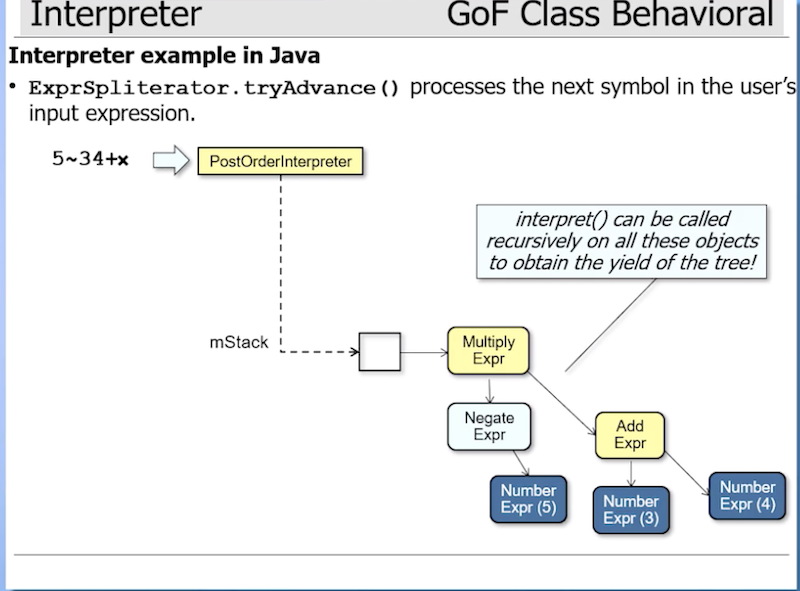 Interpreter GoF Class Behavioral
Interpreter example in Java
• ExprSpliterator.tryAdvance() processes the next symbol in the user's
input expression.
5~34+x
PostOrderInterpreter
interpret() can be called
recursively on all these objects
to obtain the yield of the tree!
mStack
Multiply
Expr
Negate
Expr
Add
Expr
Number
Expr (5)
Number
Expr (3)
Number
Expr (4)